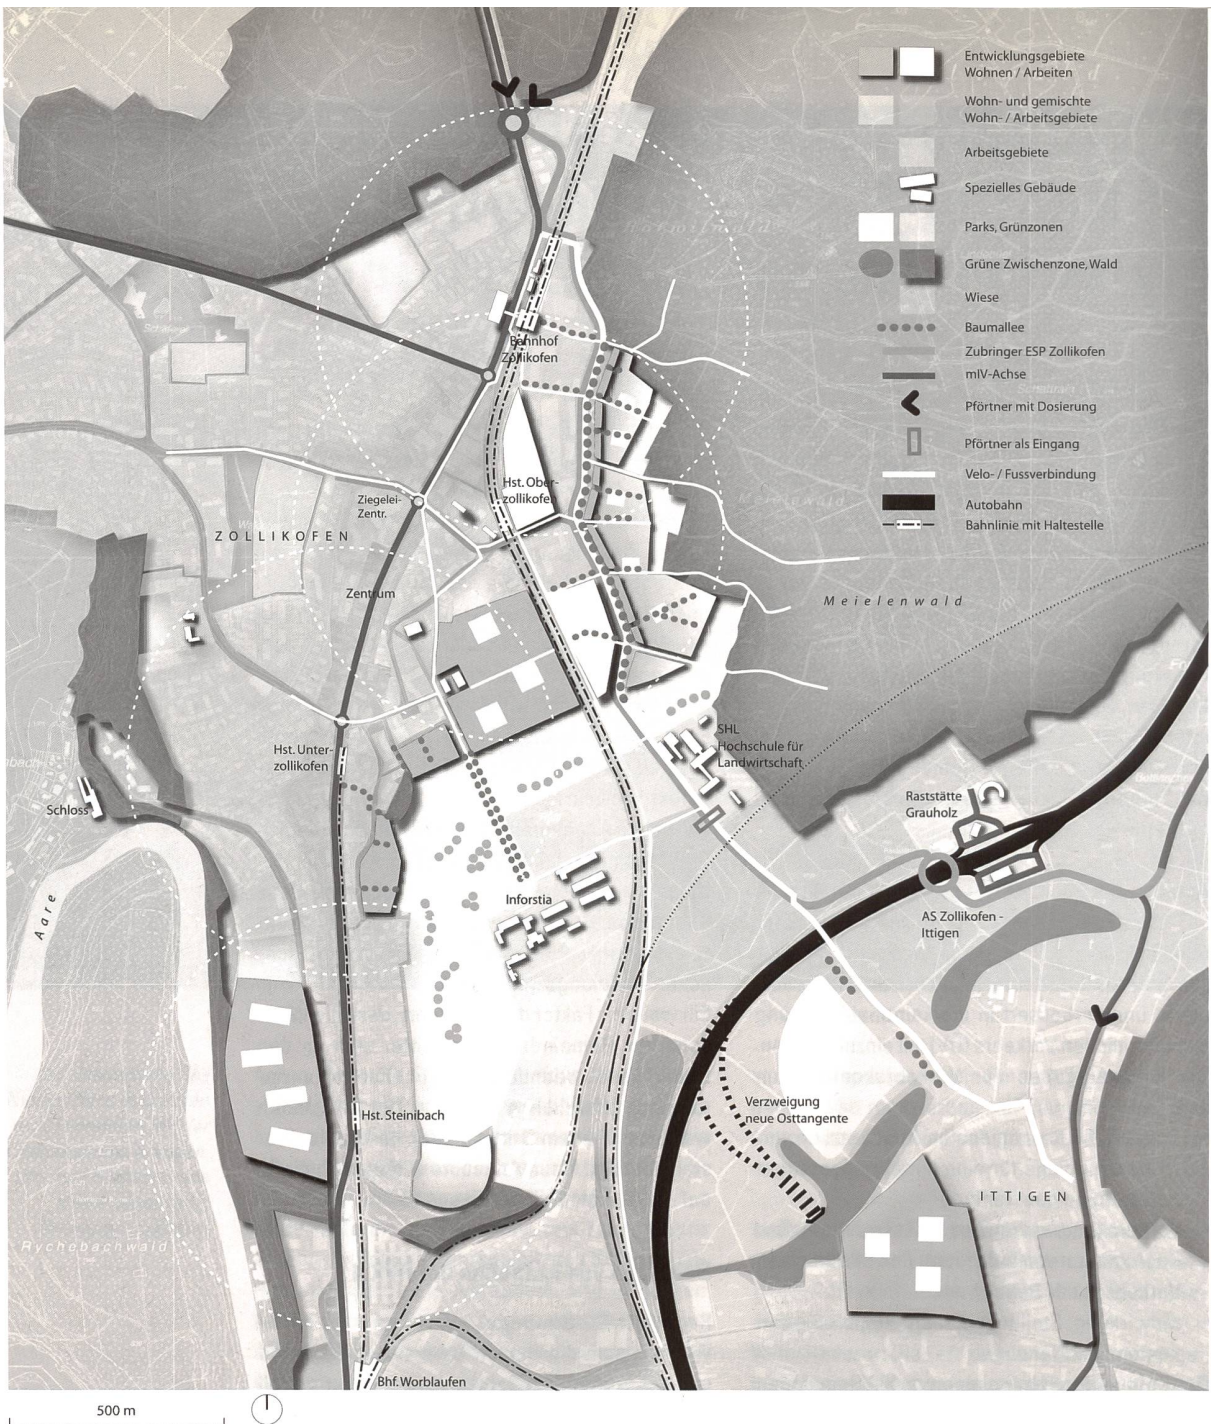 Entwicklungsgebiete
Wohnen / Arbeiten
Wohn- und gemischte
Wohn- / Arbeitsgebiete
Arbeitsgebiete
Spezielles Gebäude
Parks, Grünzonen
Grüne Zwischenzone, Wald
Wiese
Baumallee
Zubringer ESP Zollikofen
mIV-Achse
Pförtner mit Dosierung
Pförtner als Eingang
Velo- / Fussverbindung
Autobahn
Bahnlinie mit Haltestelle
Bahnhof
Zollikofen
Hst. Ober-
zollikofen
Ziegelei-
Zentr.
ZOLLIKOFEN
Zentrum
Meielenwald
Hst. Unter-
zollikofen
SHL
Hochschule für
Landwirtschaft
Schloss
Raststätte
Grauholz
Aare
Inforstia
AS Zollikofen -
Ittigen
Verzweigung
neue Osttangente
Hst. Steinibach
ITTIGEN
Rychebachwald
Bhf. Worblaufen
500 m